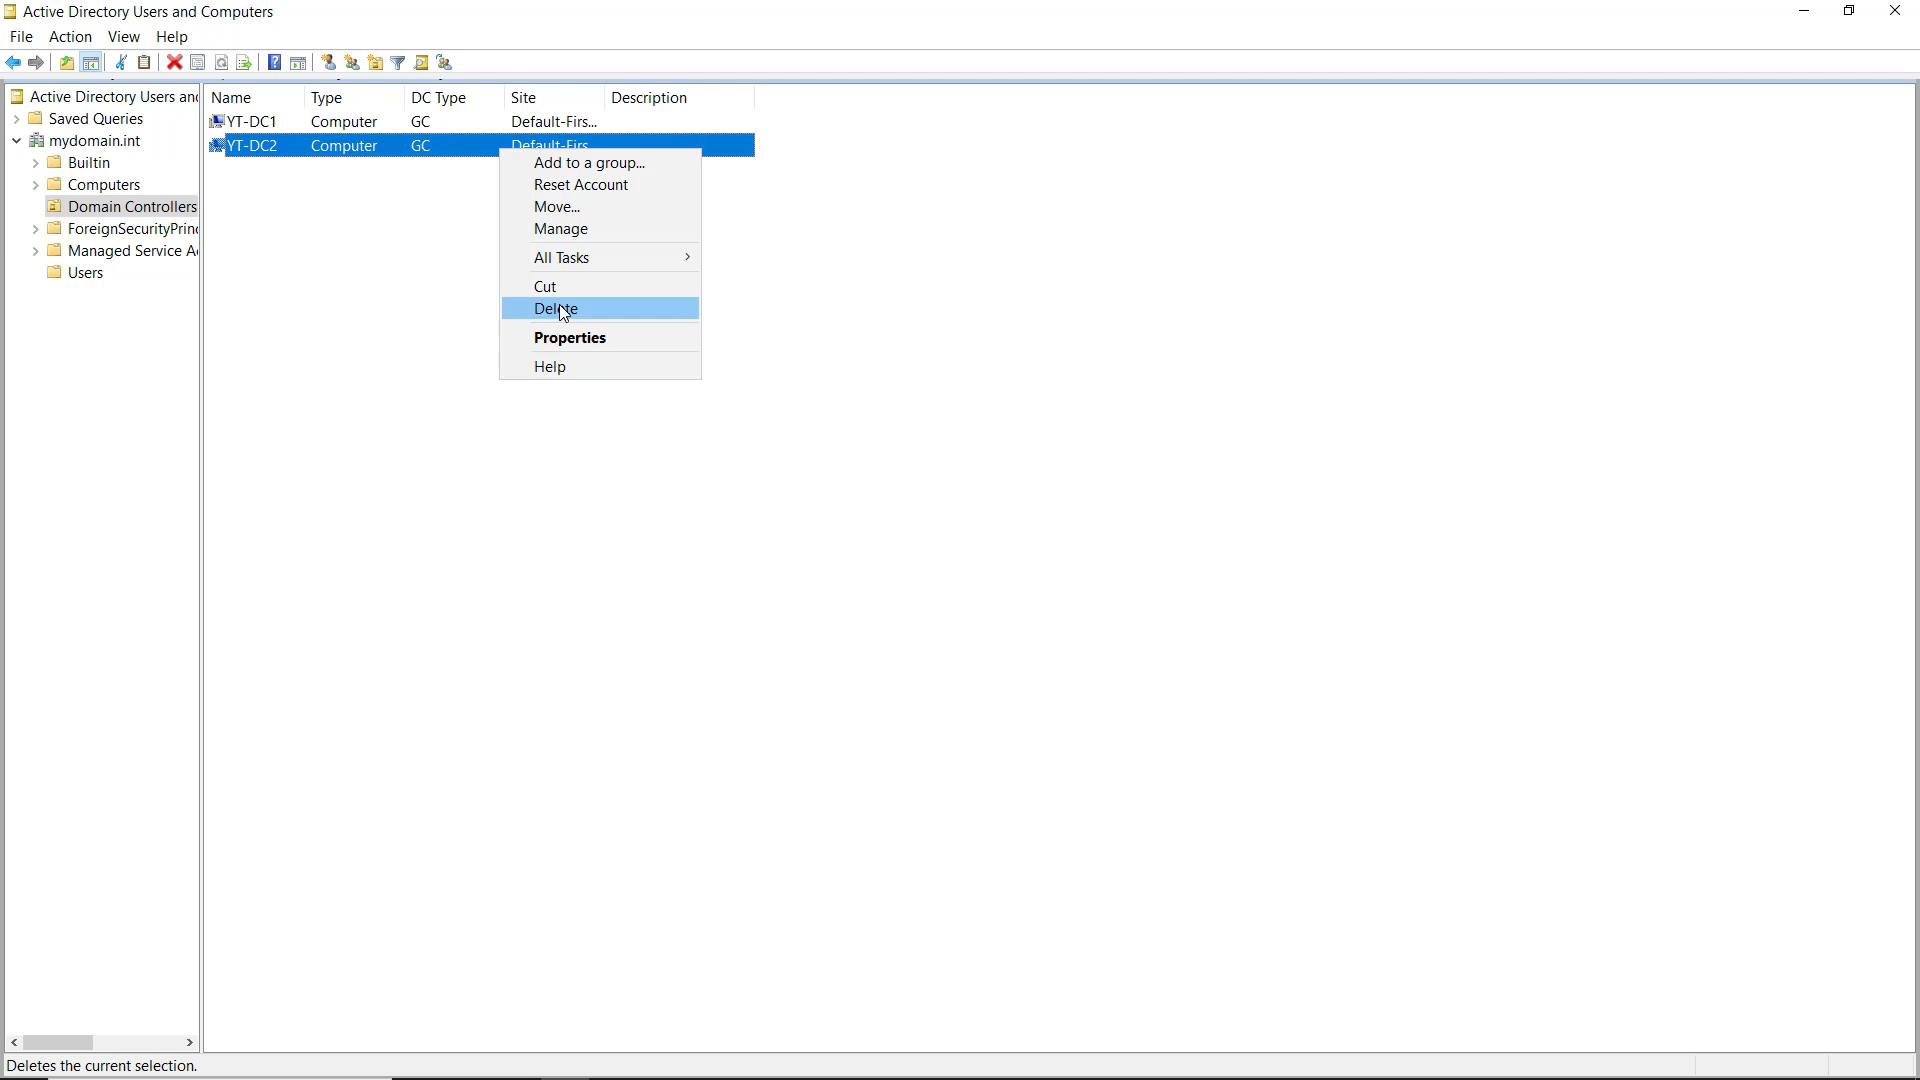 Active Directory Users and Computers
File Action View Help
Active Directory Users an
Saved Queries
mydomain.int
Builtin
Computers
Domain Controllers
ForeignSecurityPrin
Managed Service A
Users
Name Type DC Type Site Description
YT-DC1 Computer GC Default-Firs...
YT-DC2 Computer GC Default-Firs
Add to a group...
Reset Account
Move...
Manage
All Tasks
Cut
Delete
Properties
Help
Deletes the current selection.